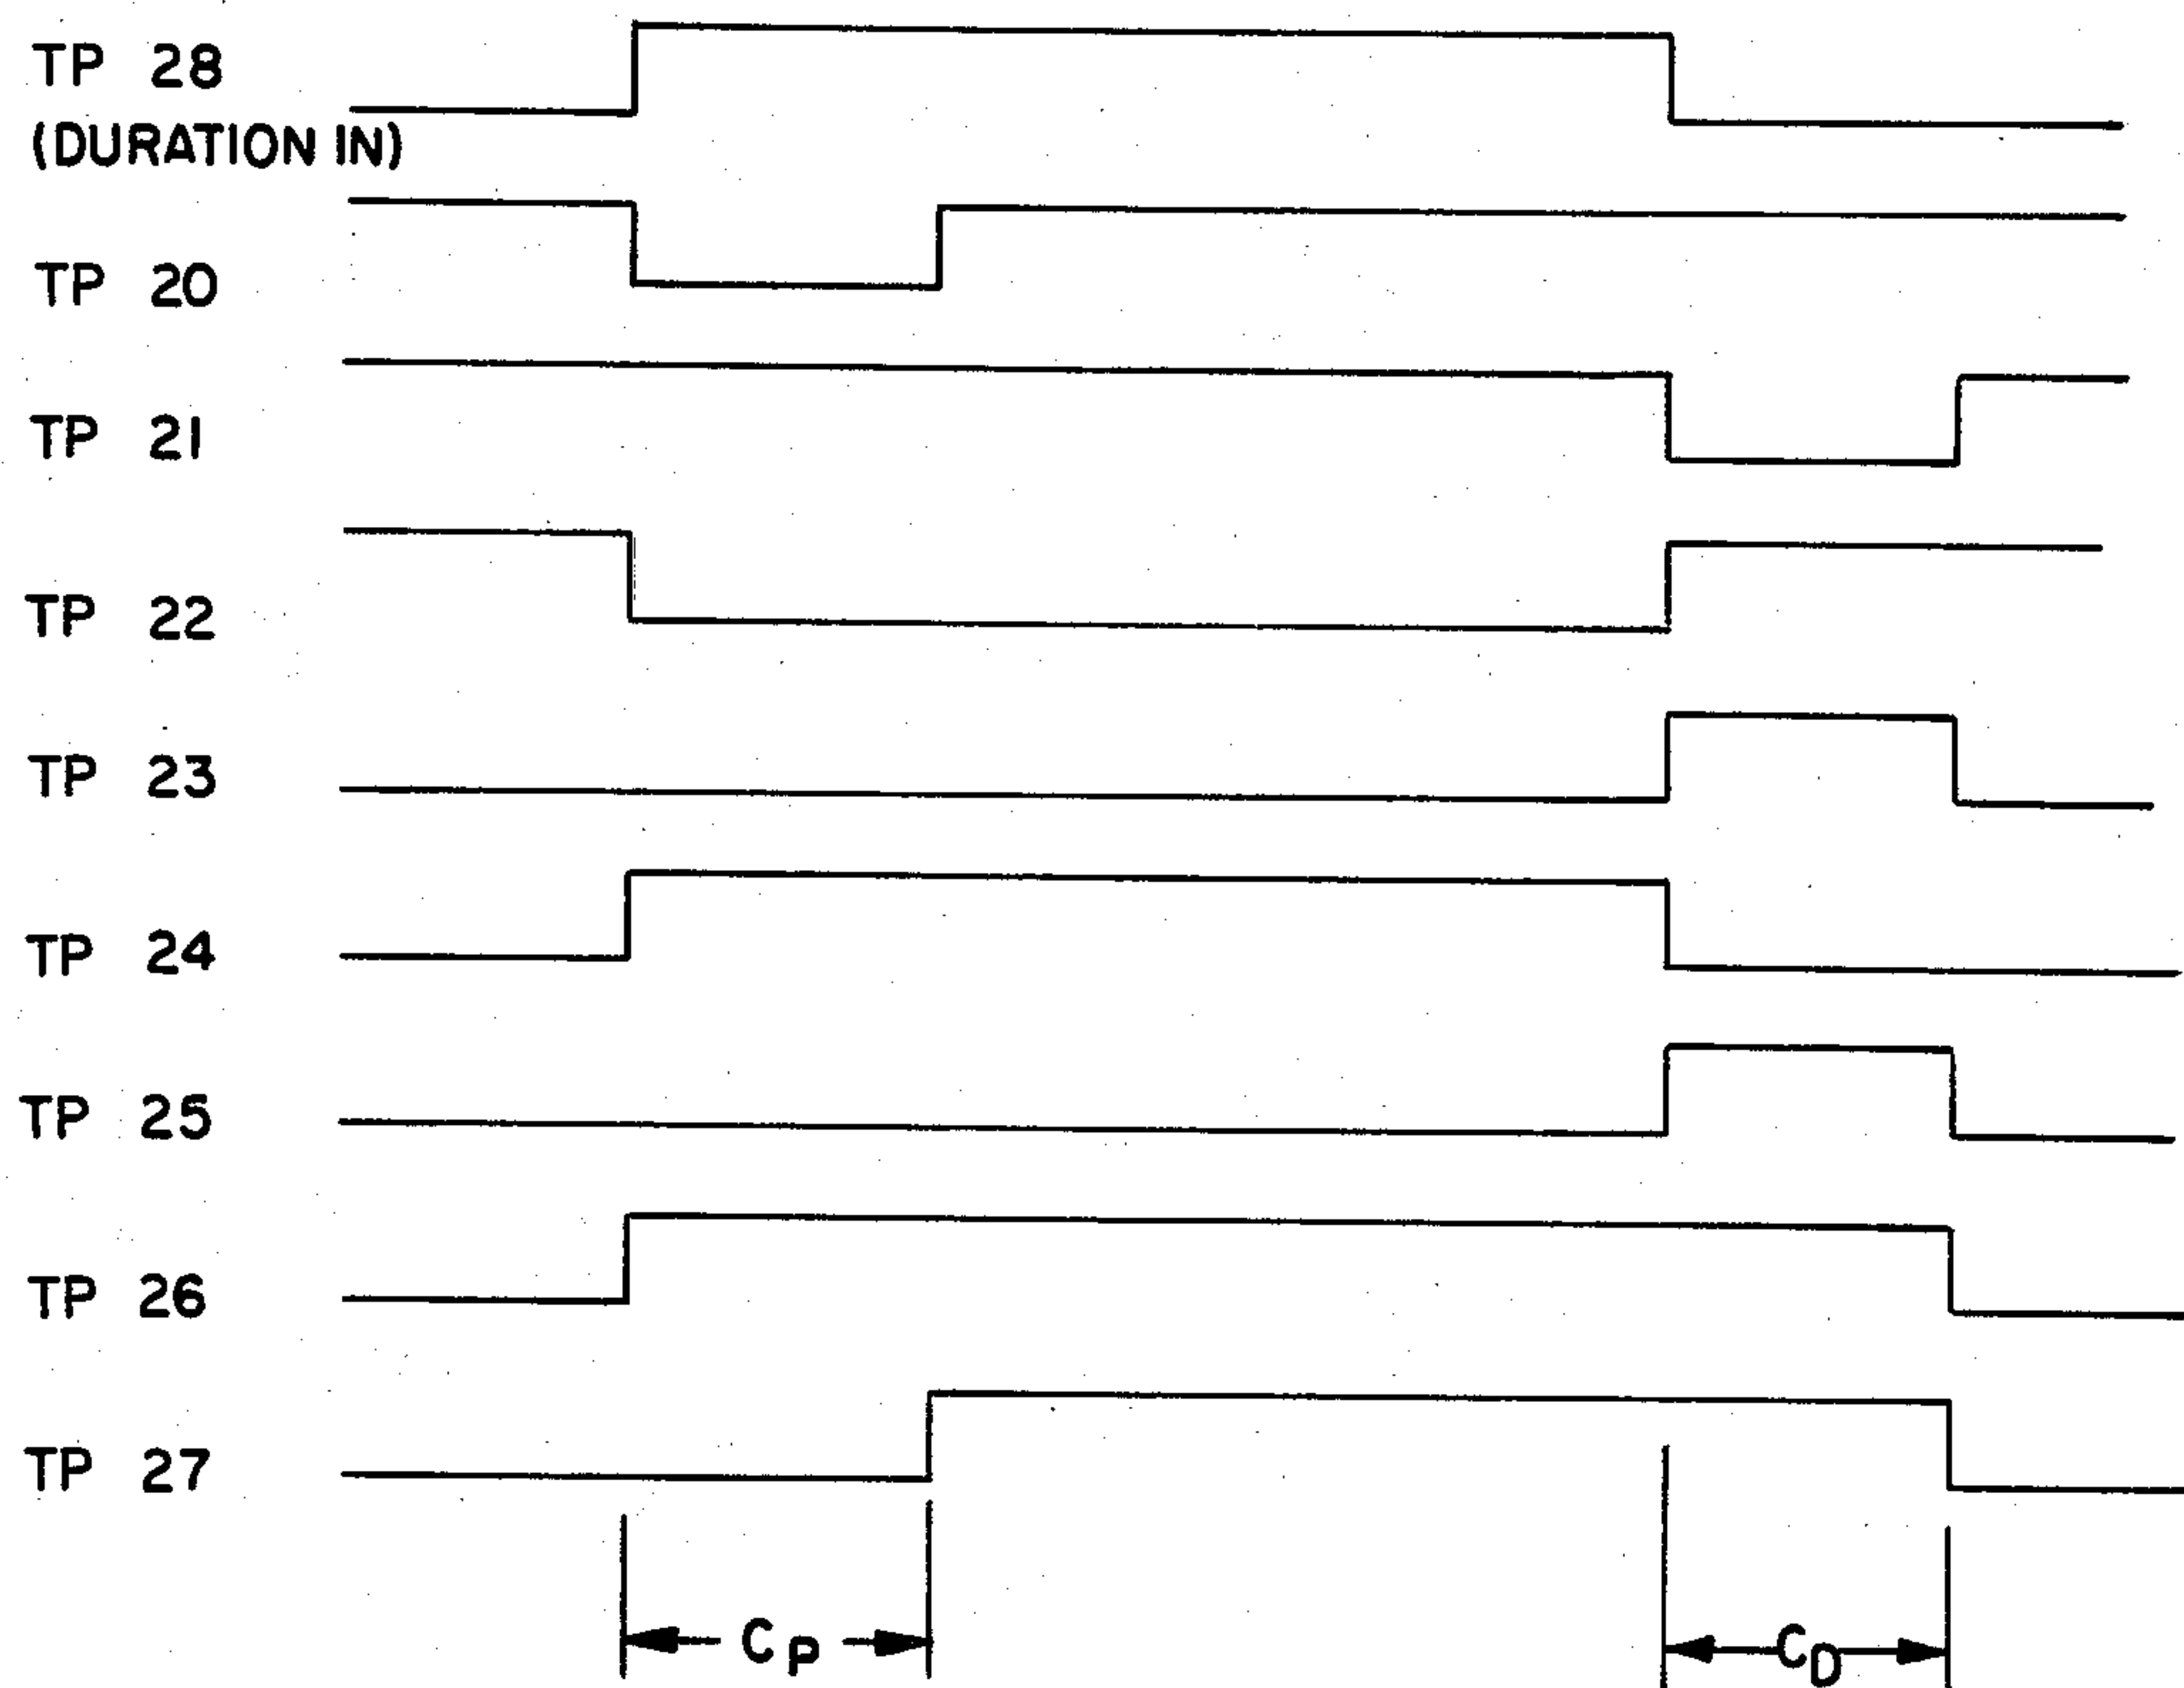 TP 28
(DURATION IN)
TP 20
TP 21
TP 22
TP 23
TP 24
TP 25
TP 26
TP 27
CP CD